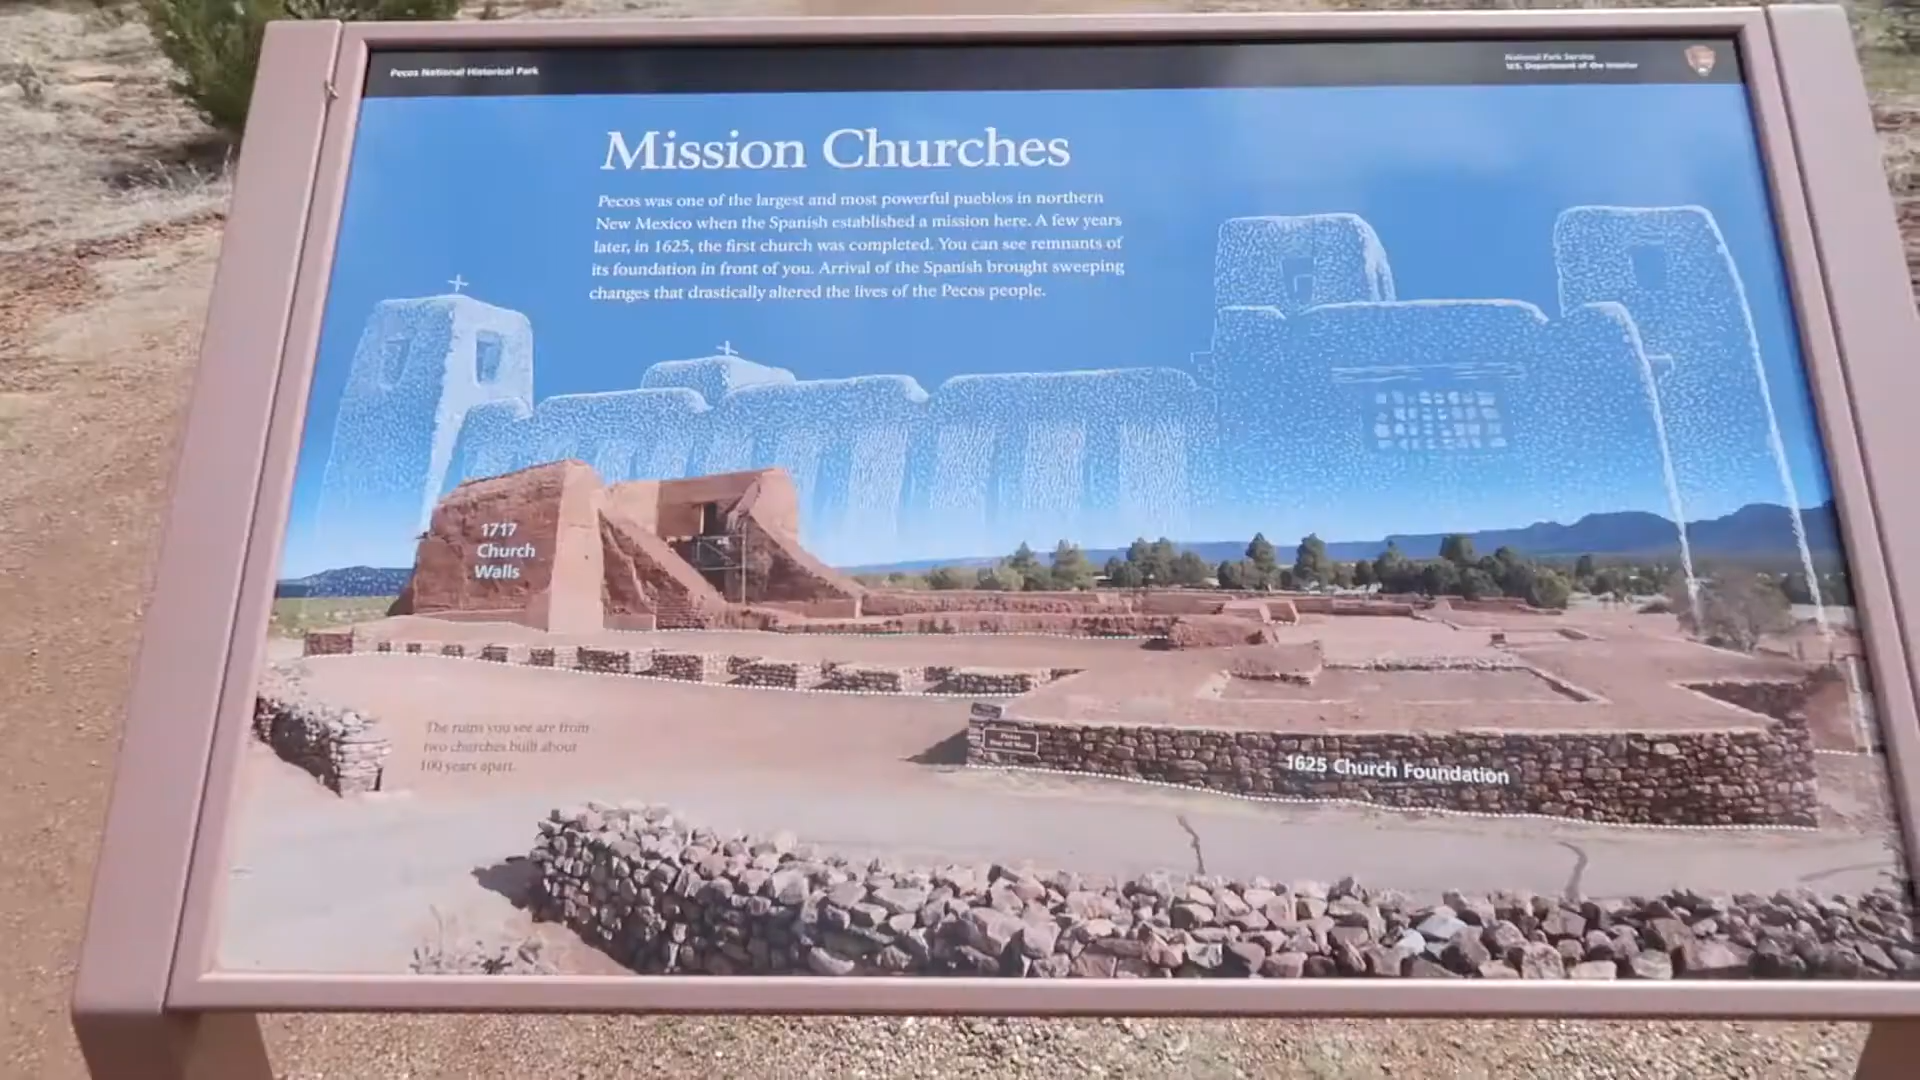 Pecos National Historical Park
National Park Service
U.S. Department of the Interior
Mission Churches
Pecos was one of the largest and most powerful pueblos in northern
New Mexico when the Spanish established a mission here. A few years
later, in 1625, the first church was completed. You can see remnants of
its foundation in front of you. Arrival of the Spanish brought sweeping
changes that drastically altered the lives of the Pecos people.
1717
Church
Walls
The ruins you see are from
two churches built about
100 years apart.
1625 Church Foundation